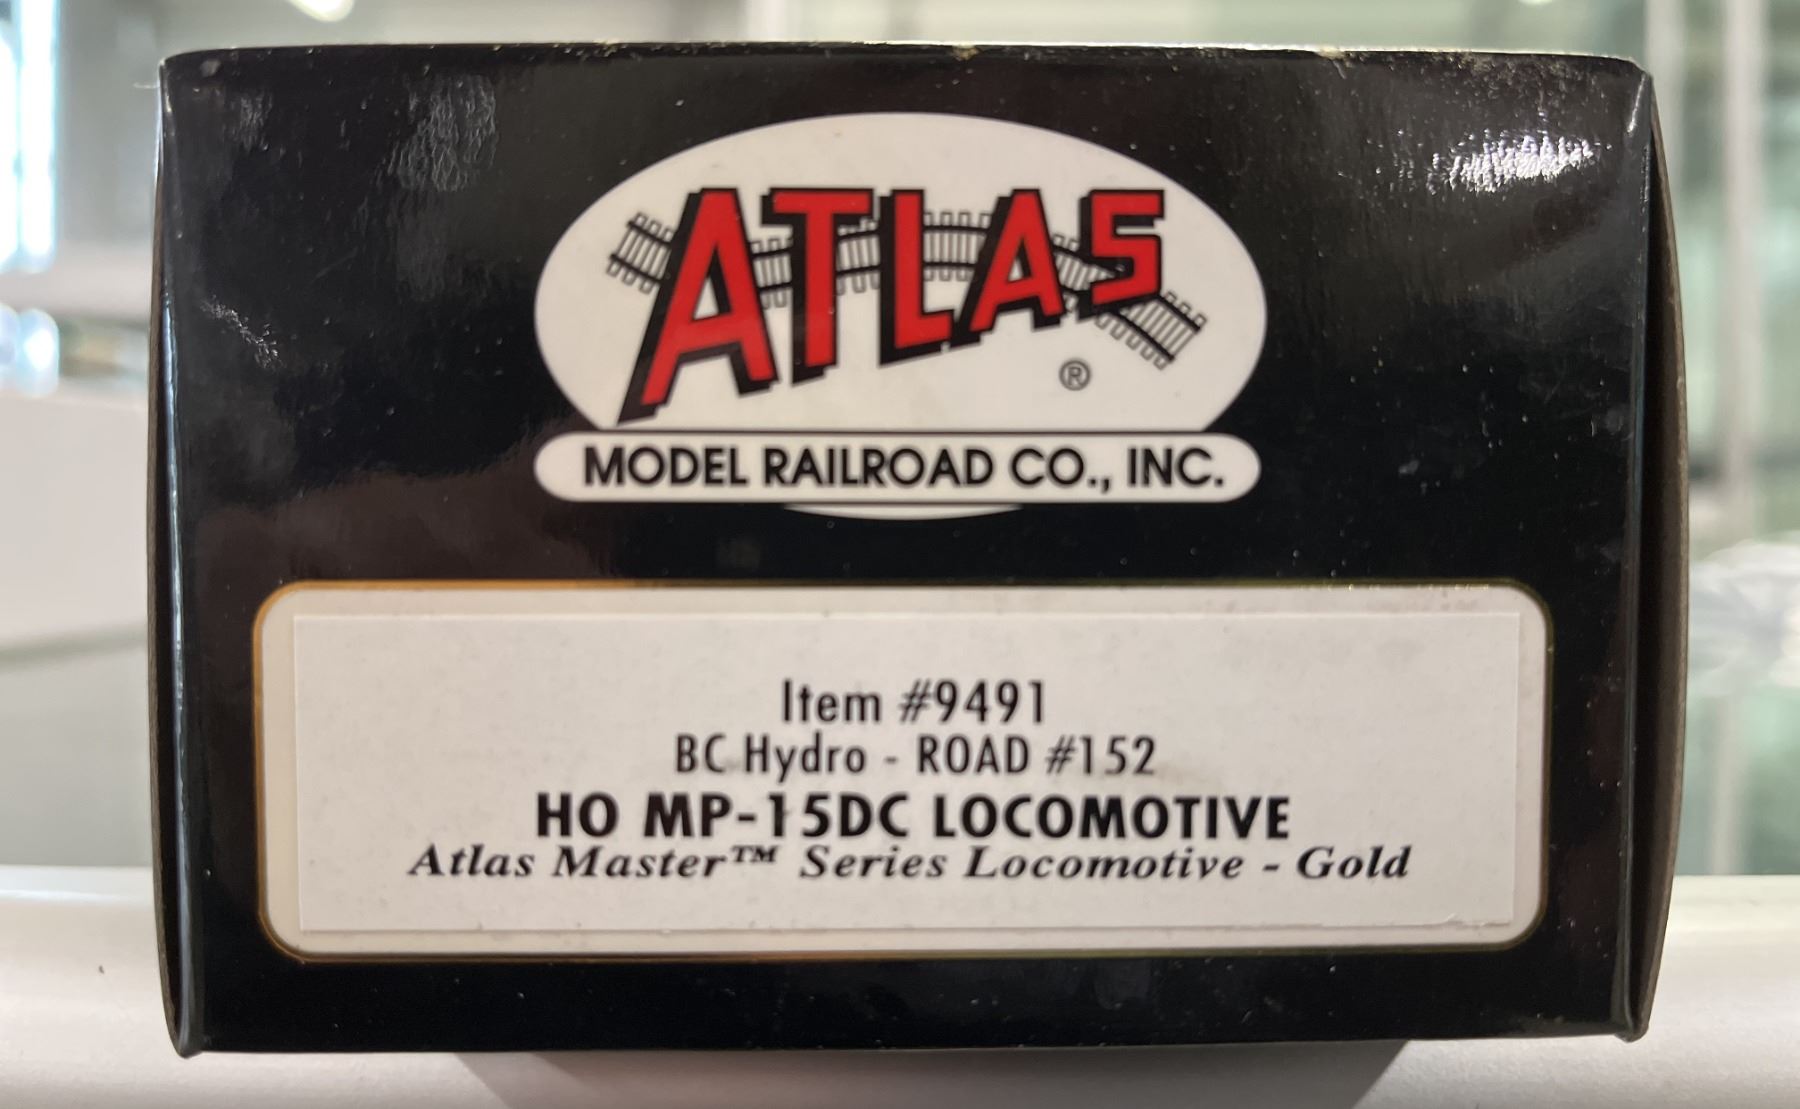 ATLAS
®
MODEL RAILROAD CO., INC.
Item #9491
BC Hydro - ROAD #152
HO MP-15DC LOCOMOTIVE
Atlas Master™ Series Locomotive - Gold